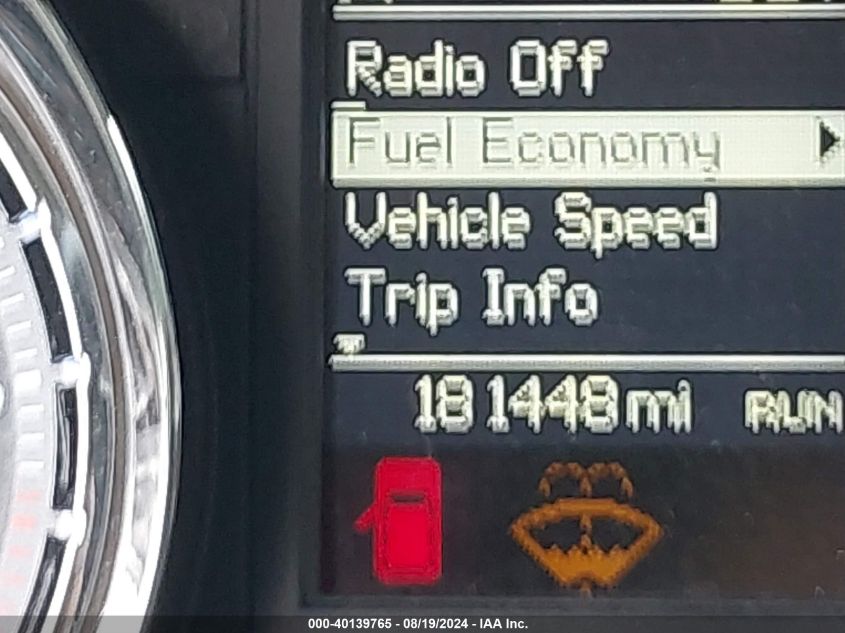 Radio Off
Fuel Economy
Vehicle Speed
Trip Info
181448mi RUN
000-40139765 - 08/19/2024 - IAA Inc.